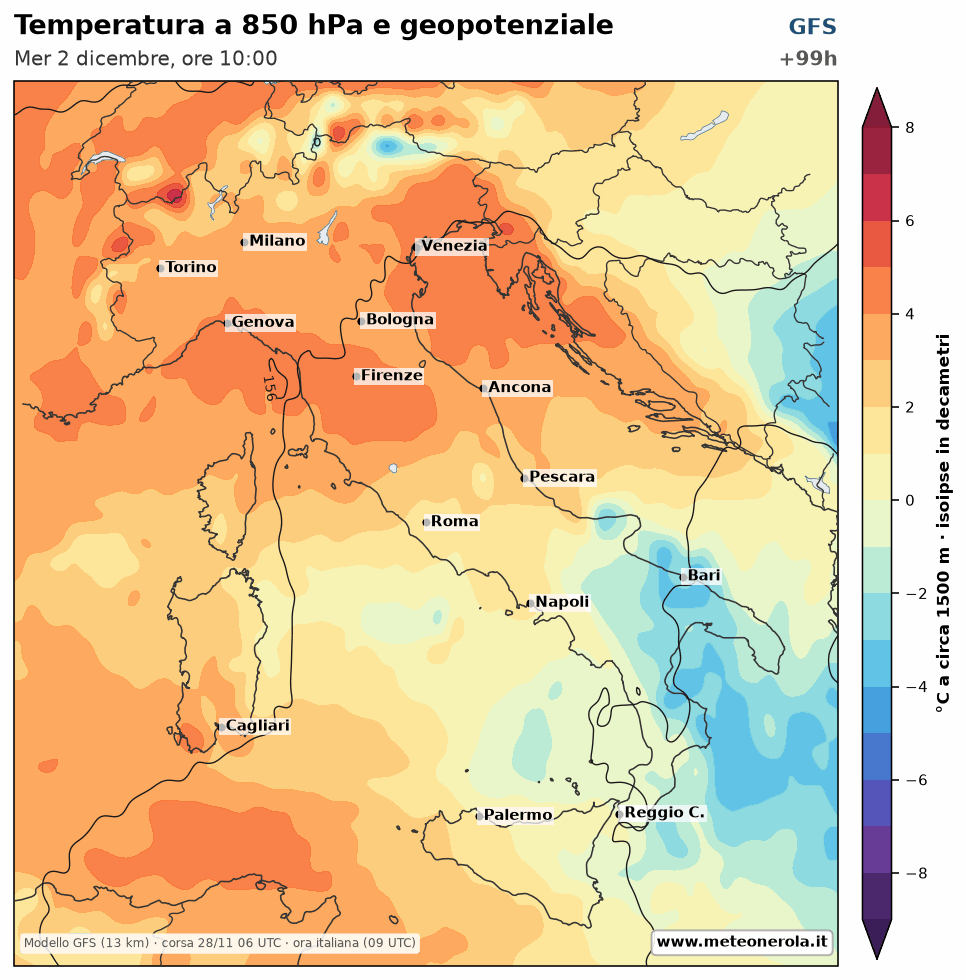 Temperatura a 850 hPa e geopotenziale
GFS
Mer 2 dicembre, ore 10:00
+99h
0
Milano
Venezia
Torino
Genova
Bologna
156
Firenze
Ancona
Pescara
Roma
Bari
Napoli
Cagliari
Palermo
Reggio C.
8
6
4
2
0
−2
−4
−6
−8
°C a circa 1500 m · isoipse in decametri
Modello GFS (13 km) · corsa 28/11 06 UTC · ora italiana (09 UTC)
www.meteonerola.it